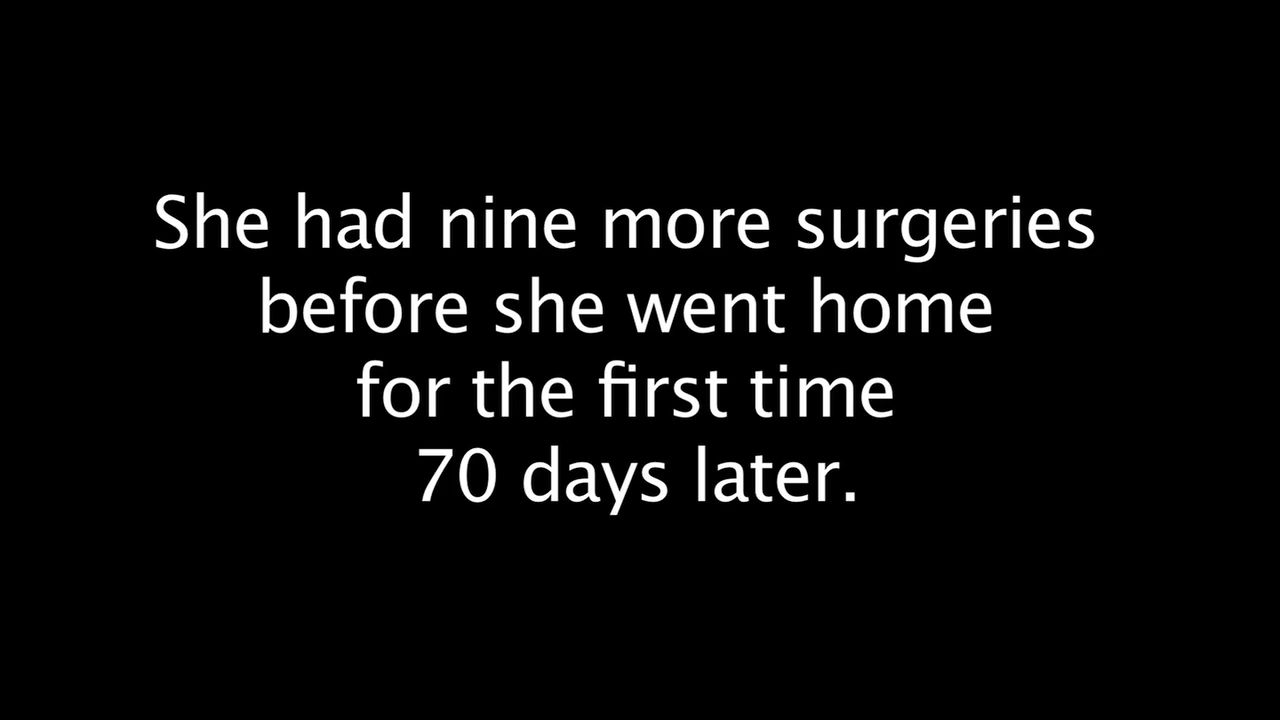 She had nine more surgeries
before she went home
for the first time
70 days later.